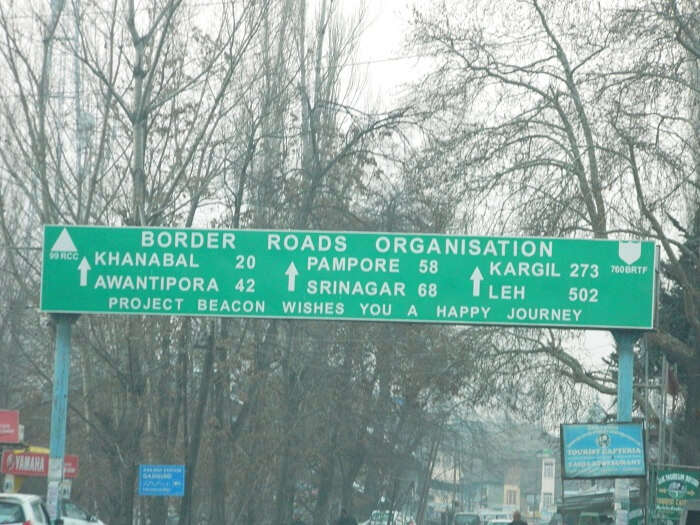 BORDER ROADS ORGANISATION
99 RCC
760 BRTF
KHANABAL 20
PAMPORE 58
KARGIL 273
AWANTIPORA 42
SRINAGAR 68
LEH 502
PROJECT BEACON WISHES YOU A HAPPY JOURNEY
YAMAHA
TOURIST CAFTERIA